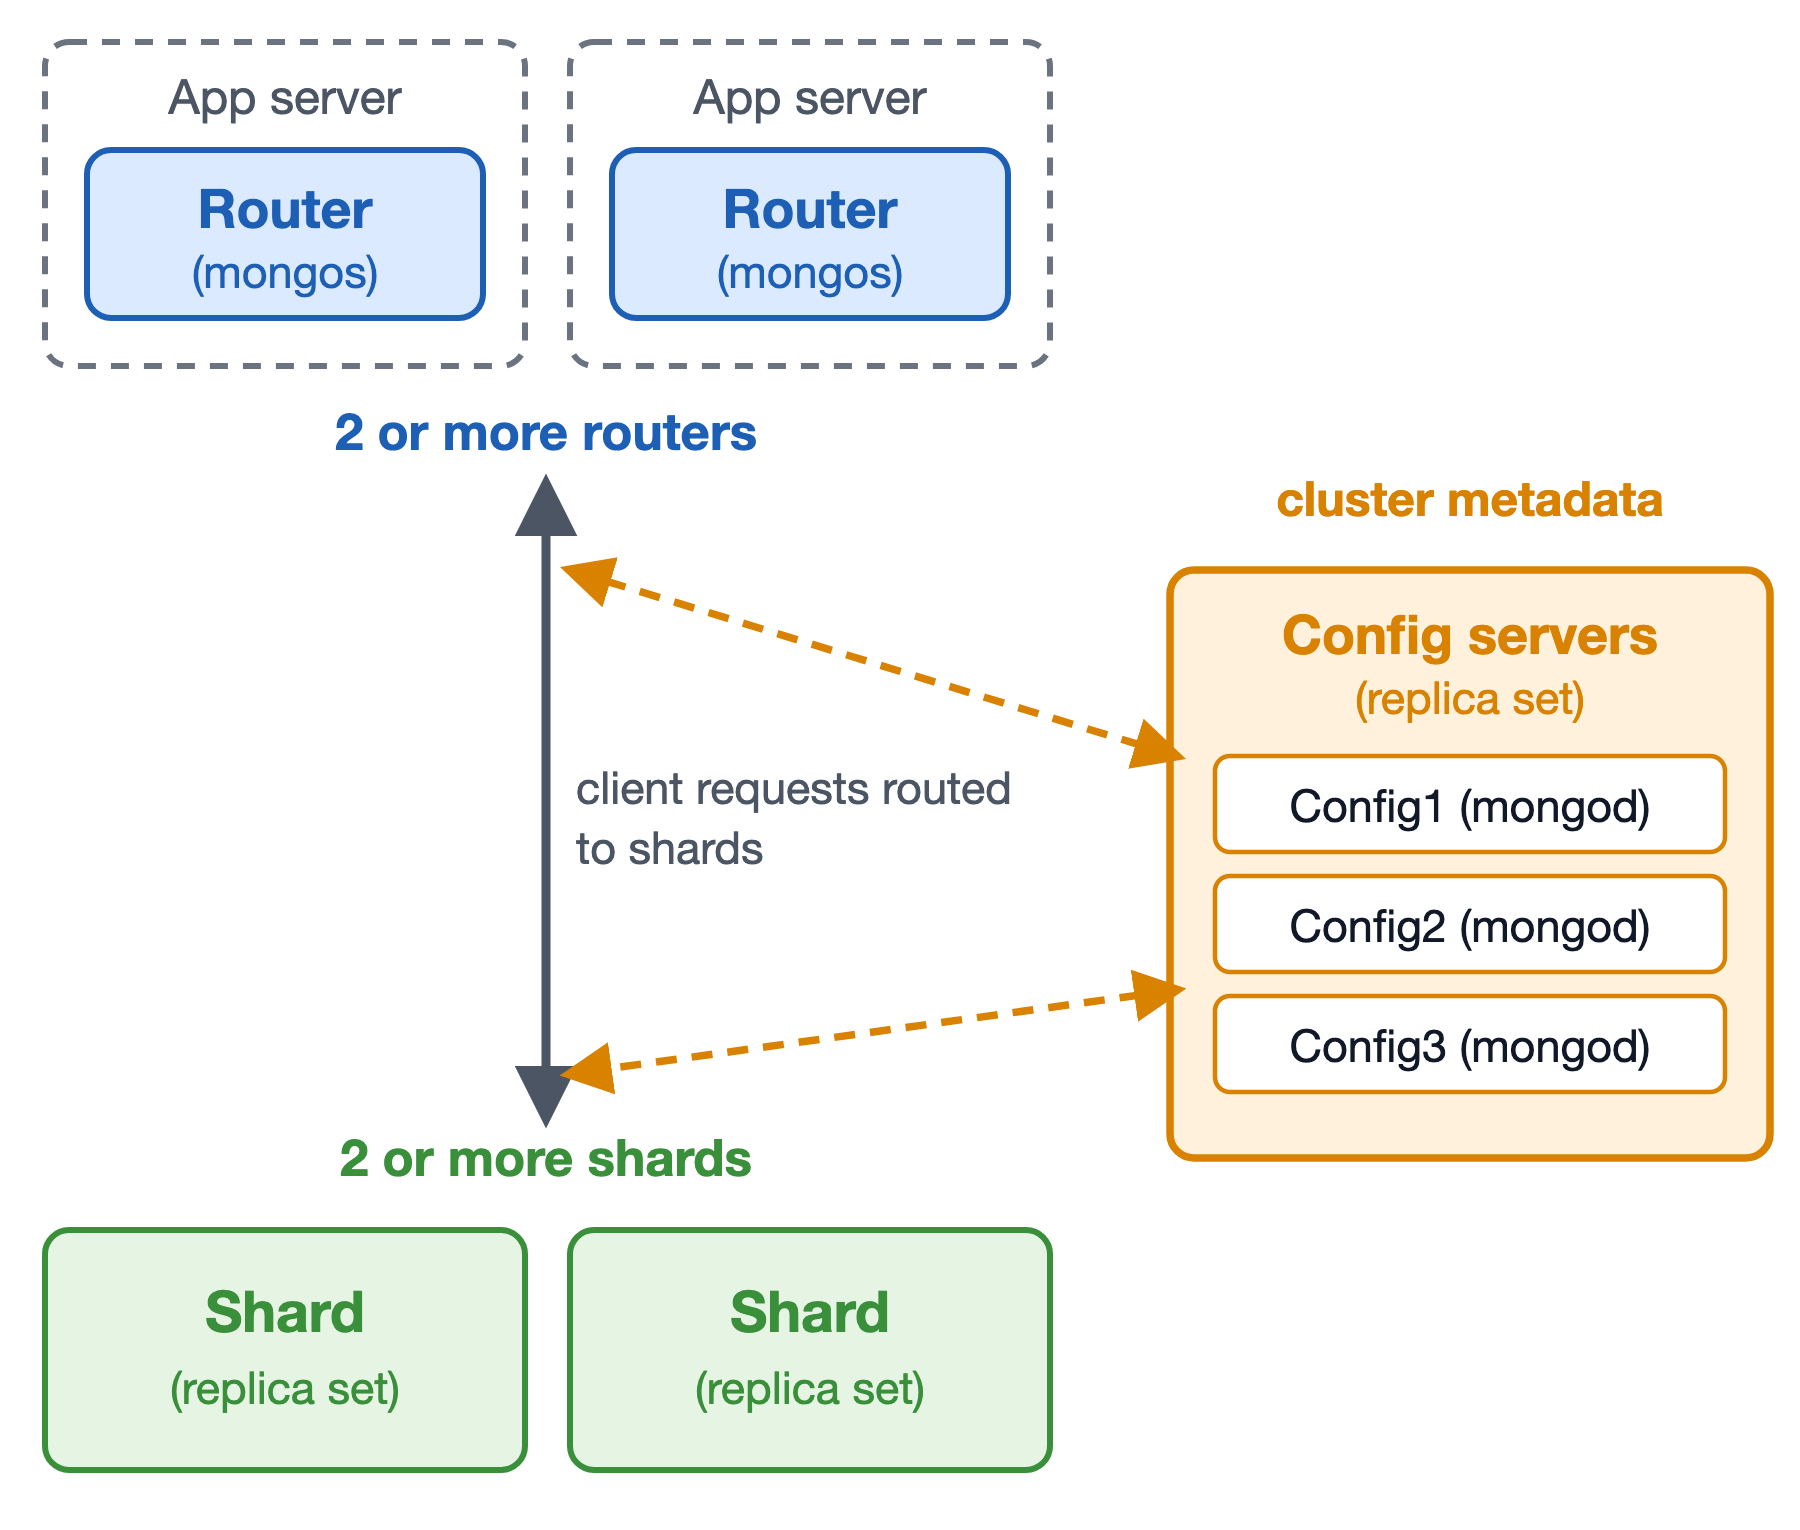 App server
Router
(mongos)
App server
Router
(mongos)
2 or more routers
cluster metadata
Config servers
(replica set)
Config1 (mongod)
Config2 (mongod)
Config3 (mongod)
client requests routed
to shards
2 or more shards
Shard
(replica set)
Shard
(replica set)